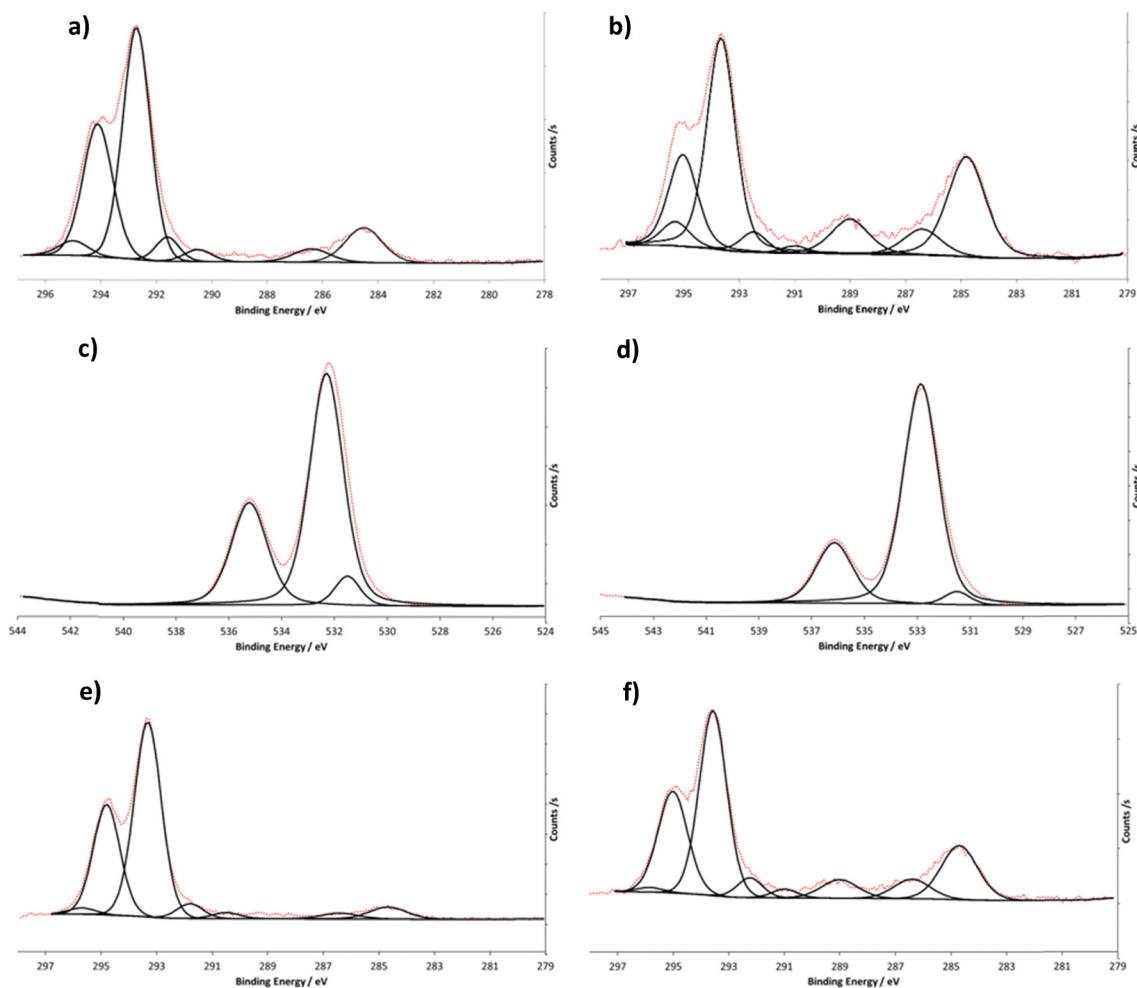 a)
b)
Counts /s
Counts /s
296 294 292 290 288 286 284 282 280 278
297 295 293 291 289 287 285 283 281 279
Binding Energy / eV
Binding Energy / eV
c)
d)
Counts /s
Counts /s
544 542 540 538 536 534 532 530 526 524
545 543 541 539 537 535 533 531 529 527 525
Binding Energy / eV
Binding Energy / eV
e)
f)
Counts /s
Counts /s
297 295 293 291 289 287 285 283 281 279
297 295 293 291 289 287 285 283 281 279
Binding Energy / eV
Binding Energy / eV